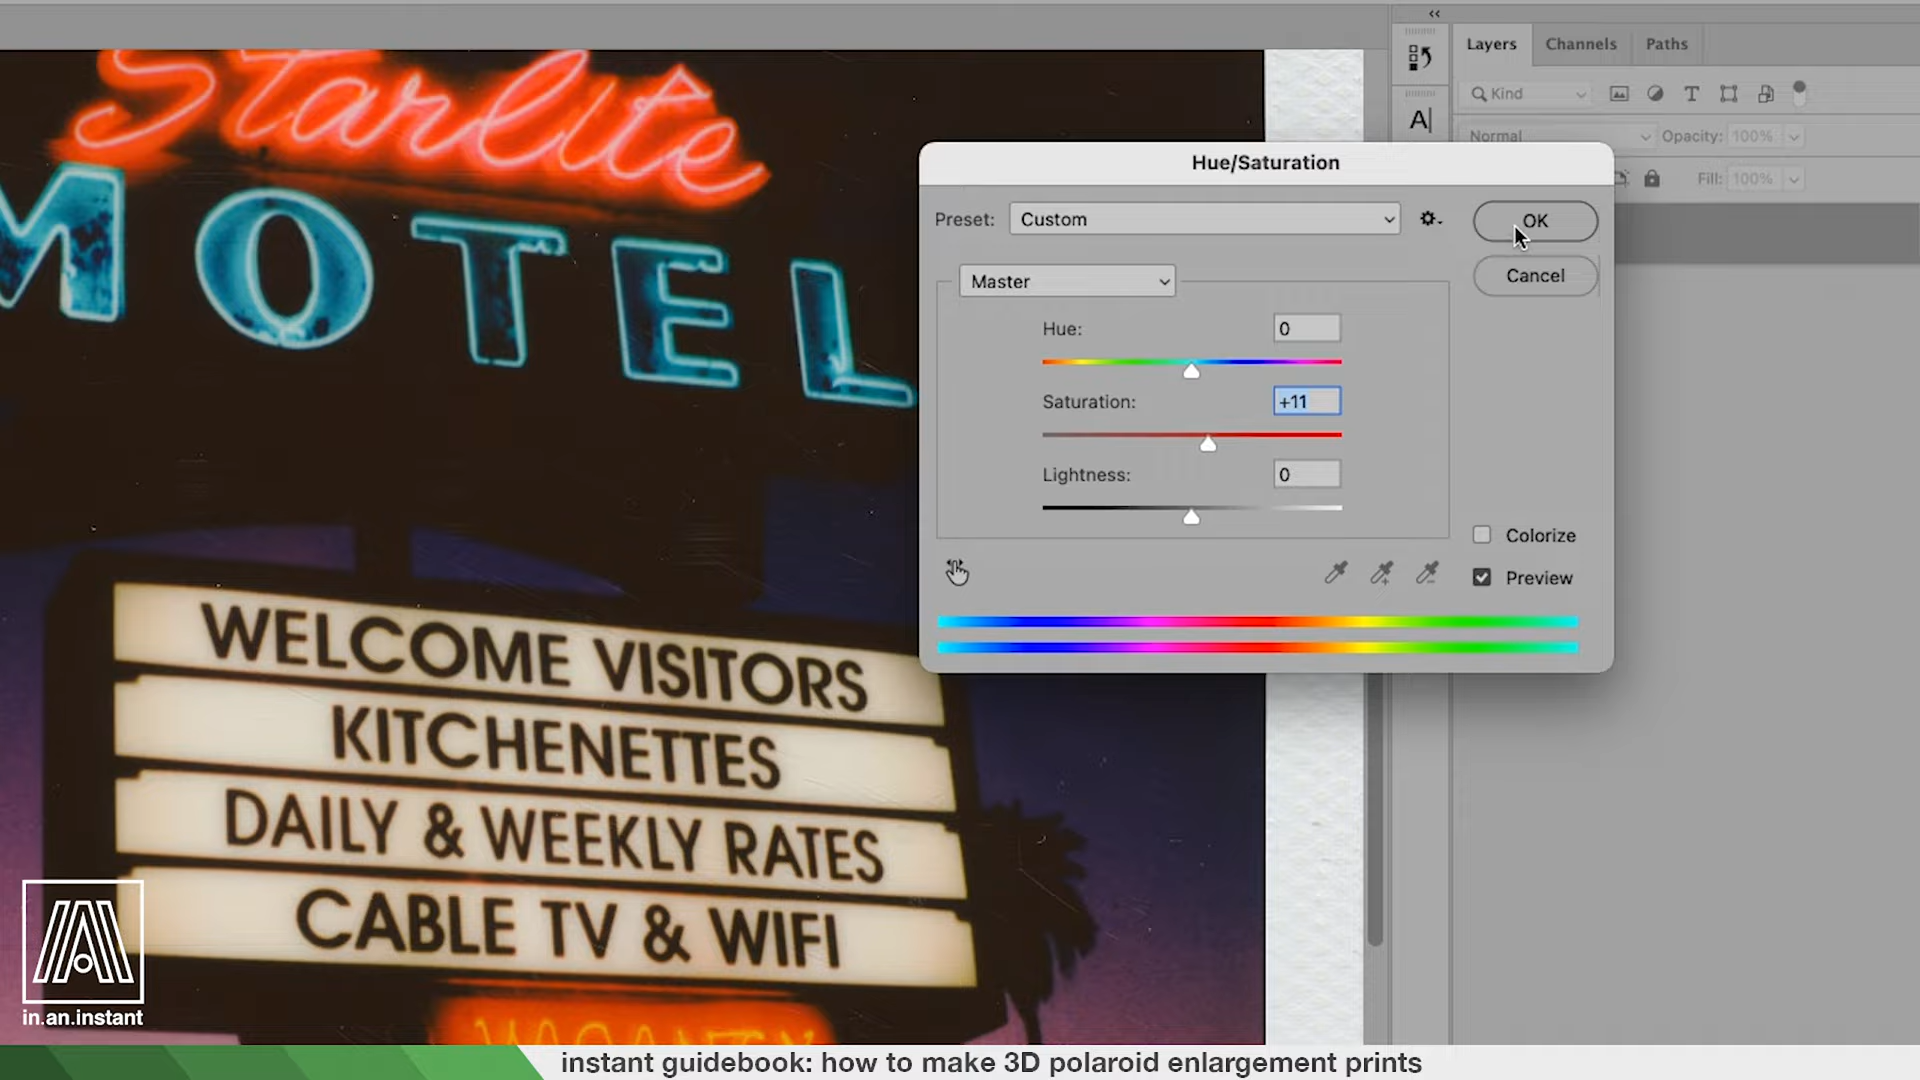 Starlite
MOTEL
WELCOME VISITORS
KITCHENETTES
DAILY & WEEKLY RATES
CABLE TV & WIFI
VACANCY
Layers
Channels
Paths
Kind
Normal
Opacity:
100%
Fill:
100%
Hue/Saturation
Preset:
Custom
OK
Cancel
Master
Hue:
0
Saturation:
+11
Lightness:
0
Colorize
Preview
in.an.instant
instant guidebook: how to make 3D polaroid enlargement prints